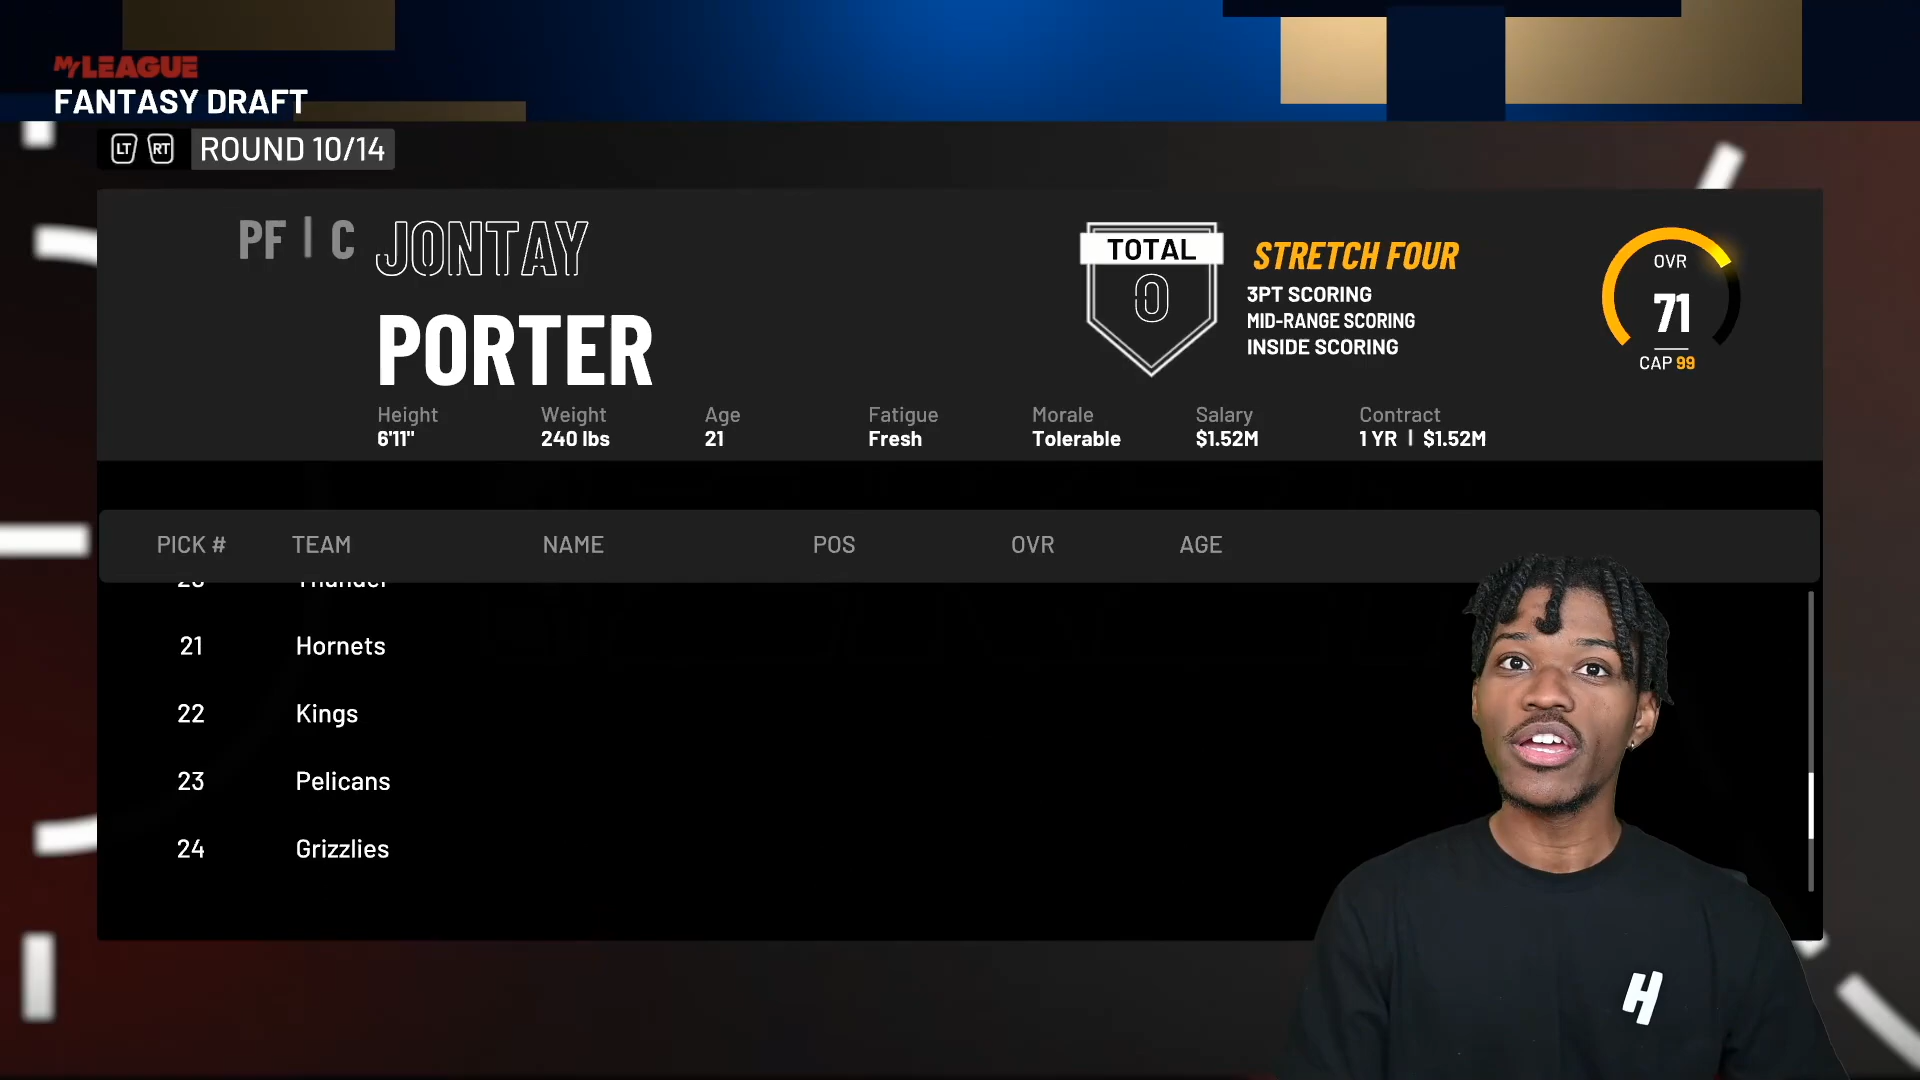 MyLEAGUE
FANTASY DRAFT
LT RT ROUND 10/14
PF | C JONTAY
PORTER
TOTAL
0
STRETCH FOUR
3PT SCORING
MID-RANGE SCORING
INSIDE SCORING
OVR
71
CAP 99
Height Weight Age Fatigue Morale Salary Contract
6'11" 240 lbs 21 Fresh Tolerable $1.52M 1 YR | $1.52M
PICK # TEAM NAME POS OVR AGE
20 Thunder
21 Hornets
22 Kings
23 Pelicans
24 Grizzlies
H